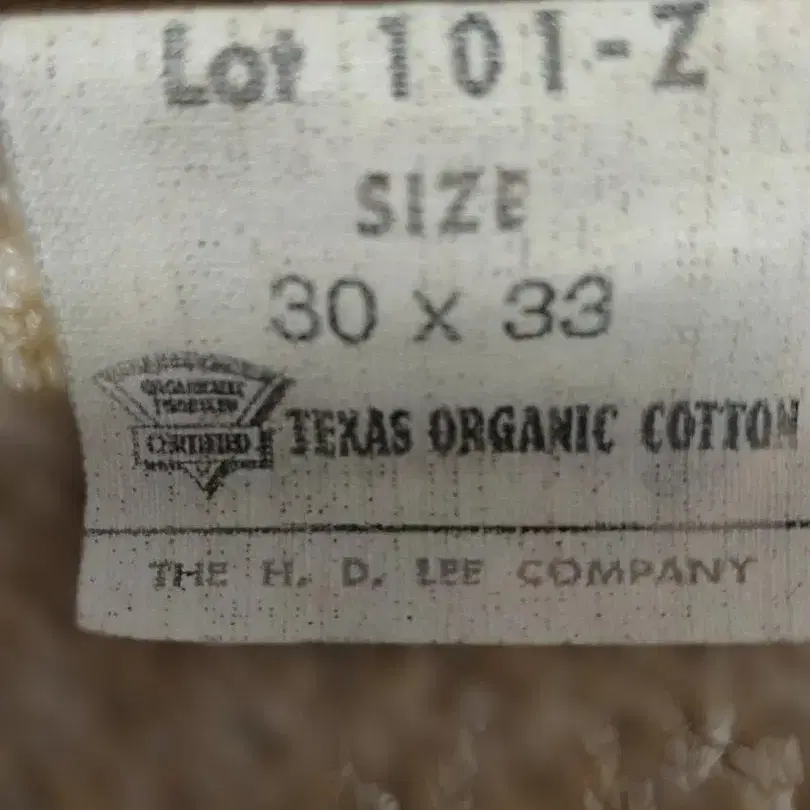 Lot 101-Z
SIZE
30 x 33
CERTIFIED
TEXAS ORGANIC COTTON
THE H. D. LEE COMPANY